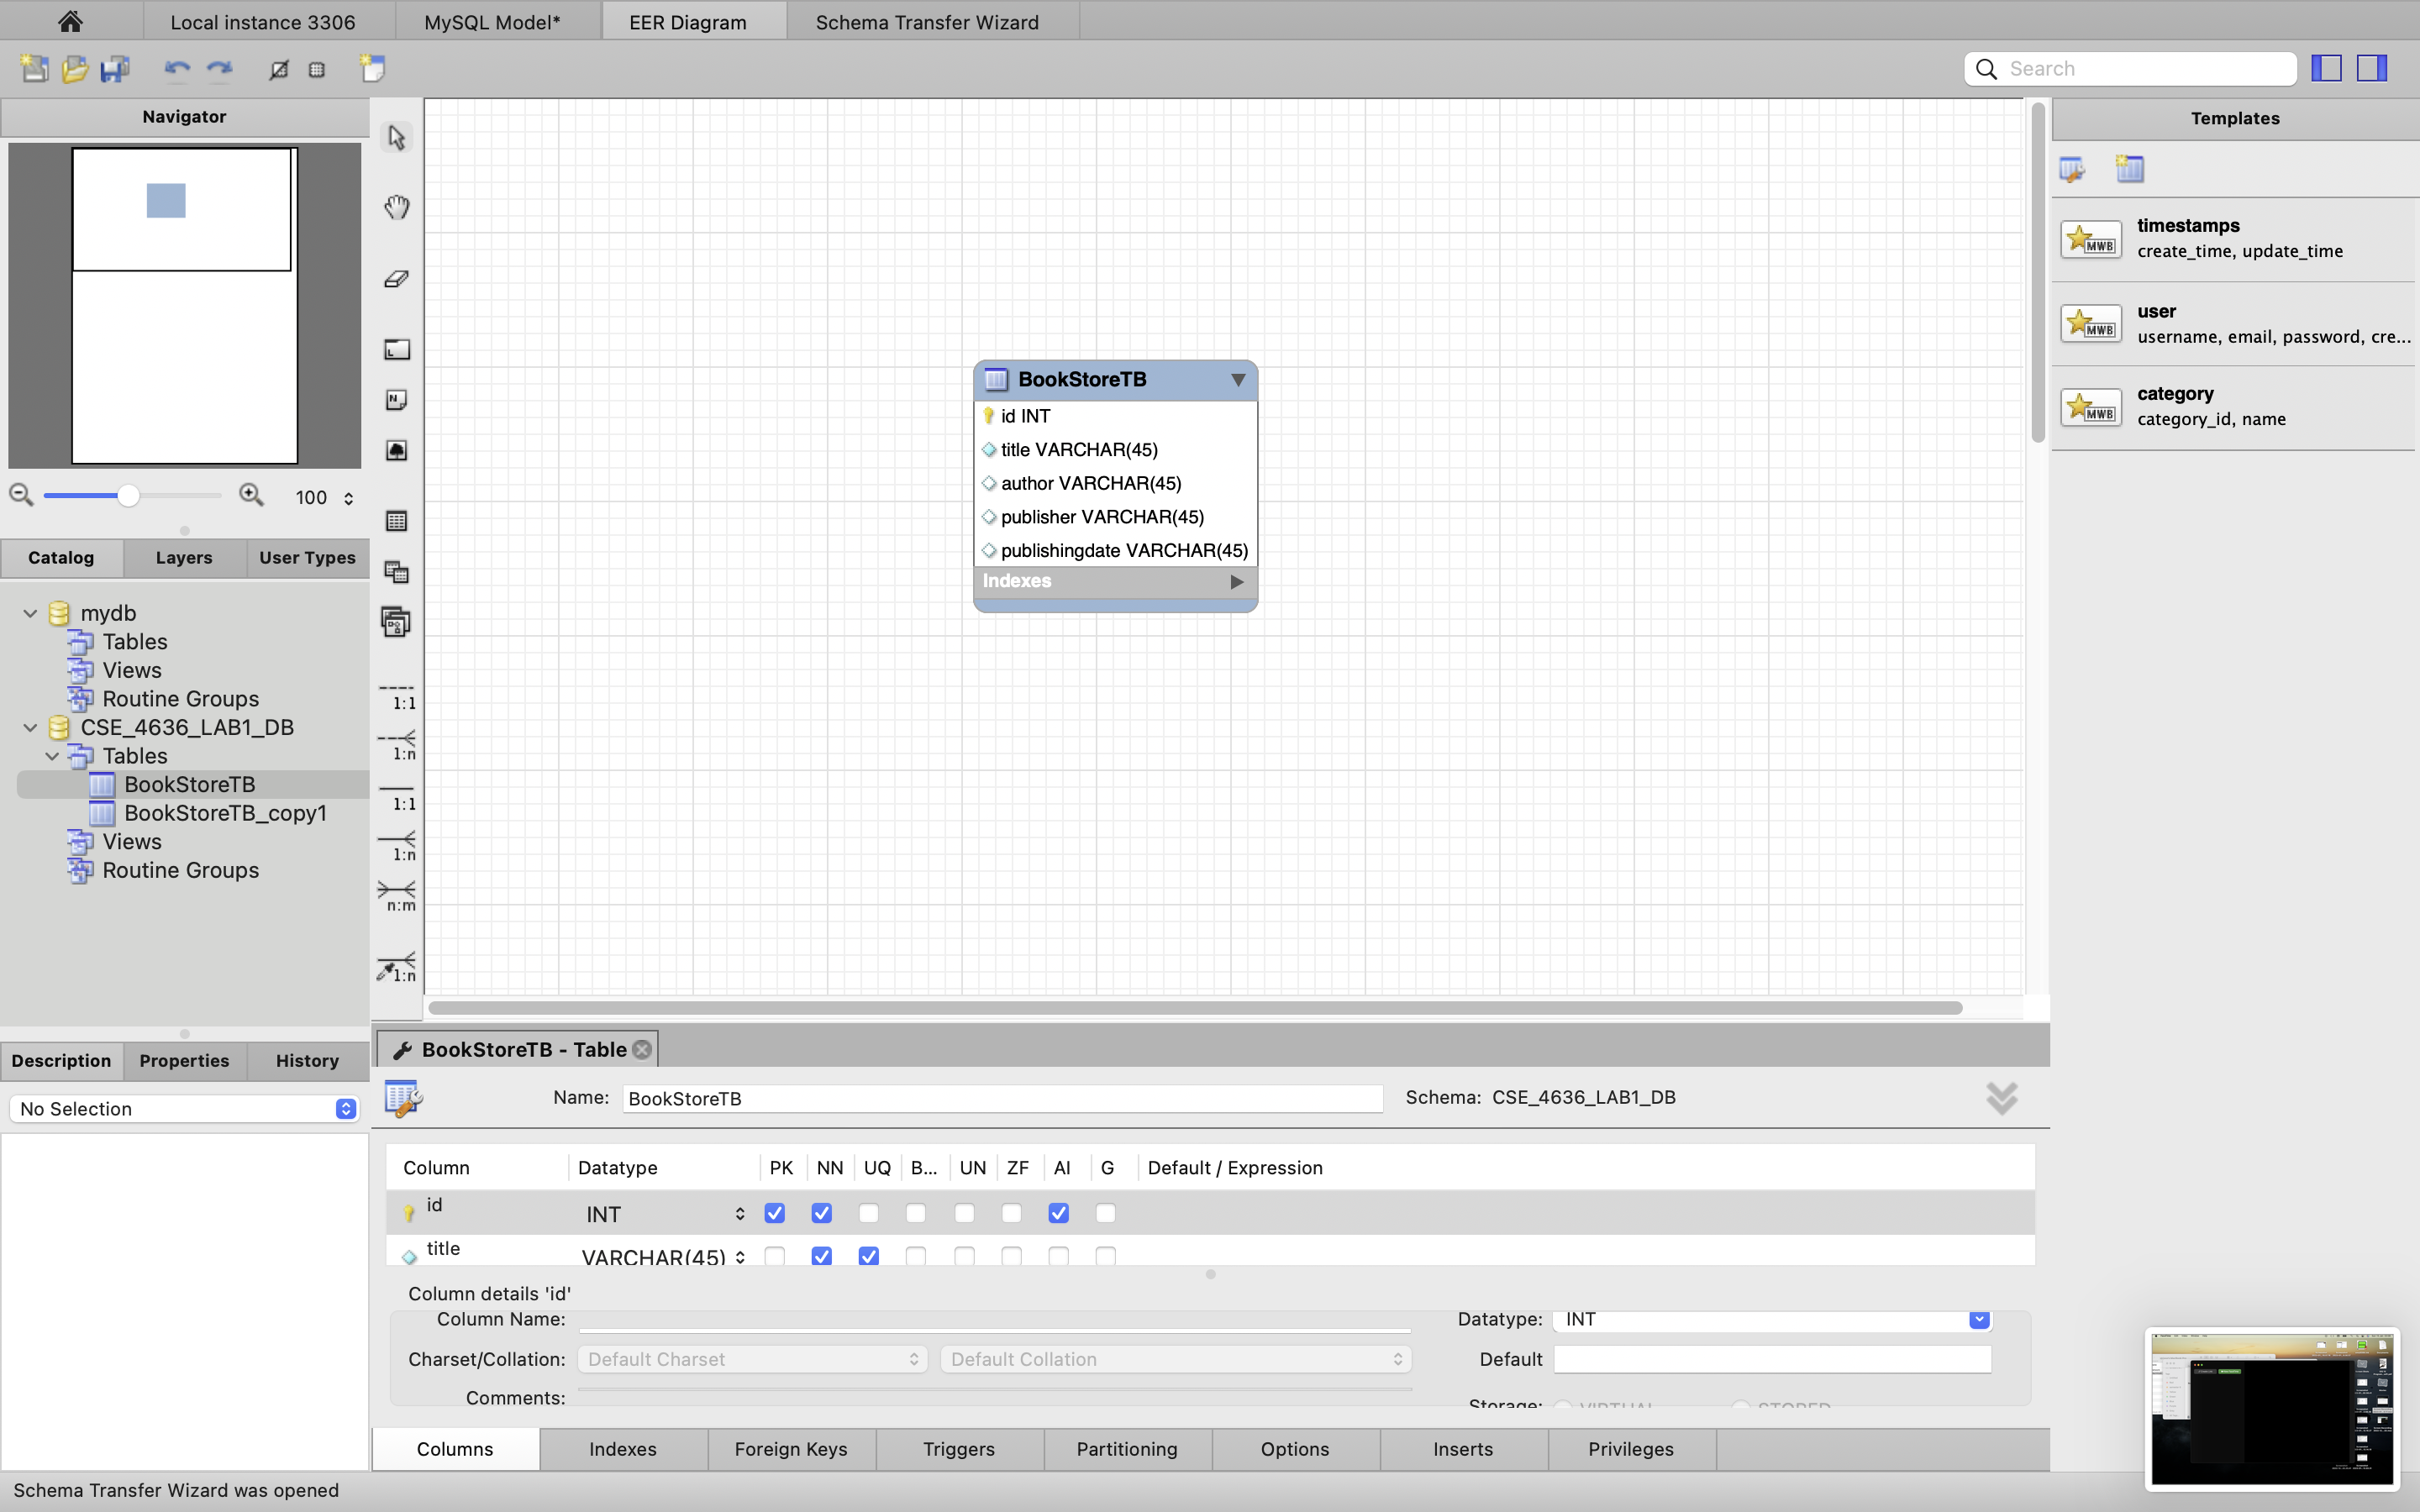 Local instance 3306
MySQL Model*
EER Diagram
Schema Transfer Wizard
Search
Navigator
100
Catalog
Layers
User Types
mydb
Tables
Views
Routine Groups
CSE_4636_LAB1_DB
Tables
BookStoreTB
BookStoreTB_copy1
Views
Routine Groups
Description
Properties
History
No Selection
1:1
1:n
1:1
1:n
n:m
1:n
BookStoreTB
id INT
title VARCHAR(45)
author VARCHAR(45)
publisher VARCHAR(45)
publishingdate VARCHAR(45)
Indexes
Templates
MWB
timestamps
create_time, update_time
MWB
user
username, email, password, cre...
MWB
category
category_id, name
BookStoreTB - Table
Name: BookStoreTB
Schema: CSE_4636_LAB1_DB
Column Datatype PK NN UQ B... UN ZF AI G Default / Expression
id INT
title VARCHAR(45)
Column details 'id'
Column Name:
Datatype: INT
Charset/Collation: Default Charset Default Collation
Default
Comments:
Storage: VIRTUAL STORED
Columns
Indexes
Foreign Keys
Triggers
Partitioning
Options
Inserts
Privileges
Schema Transfer Wizard was opened